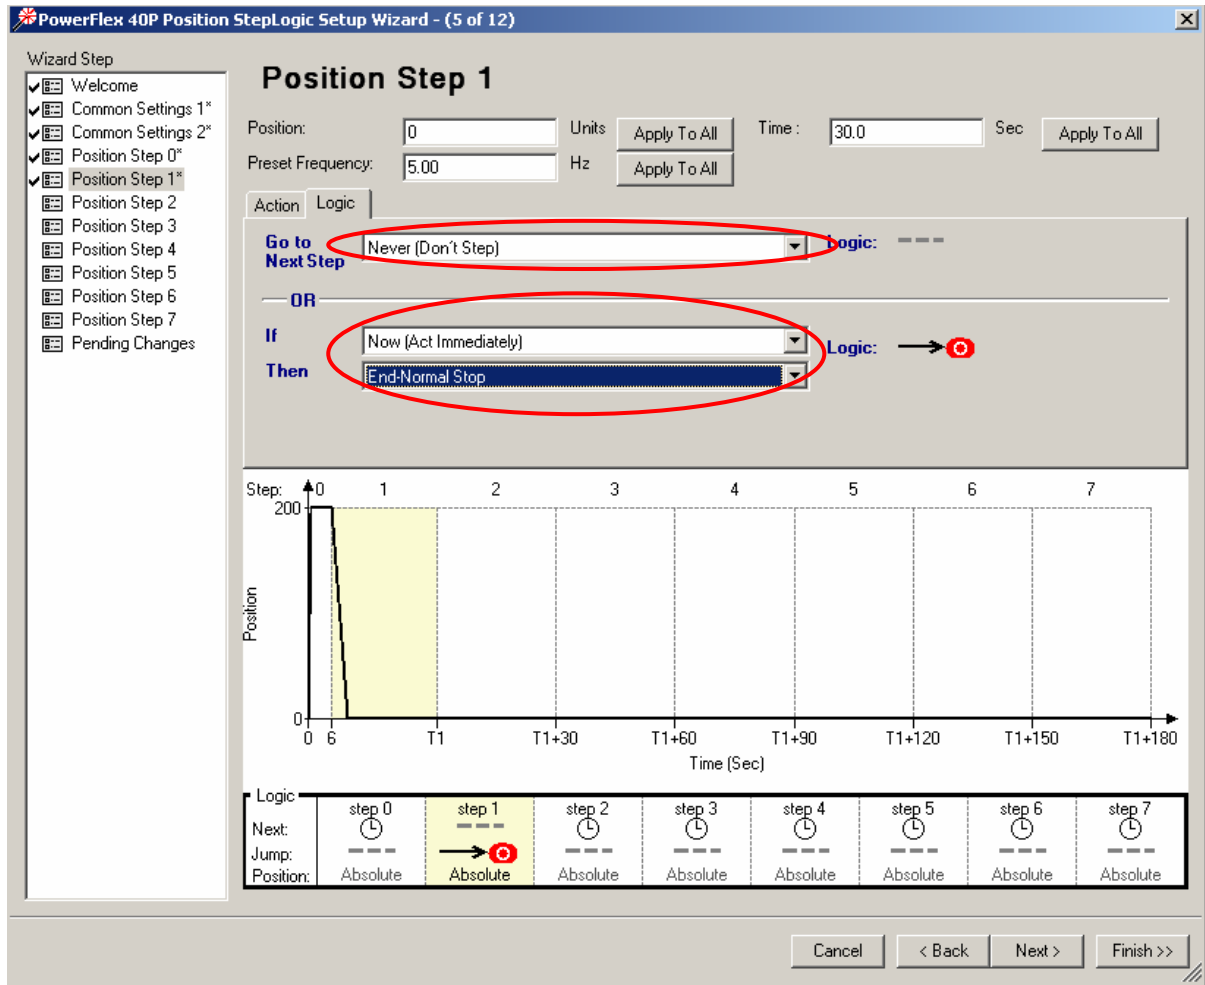 PowerFlex 40P Position StepLogic Setup Wizard - (5 of 12)
Wizard Step
Welcome
Common Settings 1*
Common Settings 2*
Position Step 0*
Position Step 1*
Position Step 2
Position Step 3
Position Step 4
Position Step 5
Position Step 6
Position Step 7
Pending Changes
Position Step 1
Position: 0 Units Apply To All Time : 30.0 Sec Apply To All
Preset Frequency: 5.00 Hz Apply To All
Action Logic
Go to Next Step Never (Don´t Step) Logic:
OR
If Now (Act Immediately) Logic:
Then End-Normal Stop
Step: 0 1 2 3 4 5 6 7
200
Position
0
0 6 T1 T1+30 T1+60 T1+90 T1+120 T1+150 T1+180
Time (Sec)
Logic
step 0 step 1 step 2 step 3 step 4 step 5 step 6 step 7
Next:
Jump:
Position: Absolute Absolute Absolute Absolute Absolute Absolute Absolute Absolute
Cancel < Back Next > Finish >>